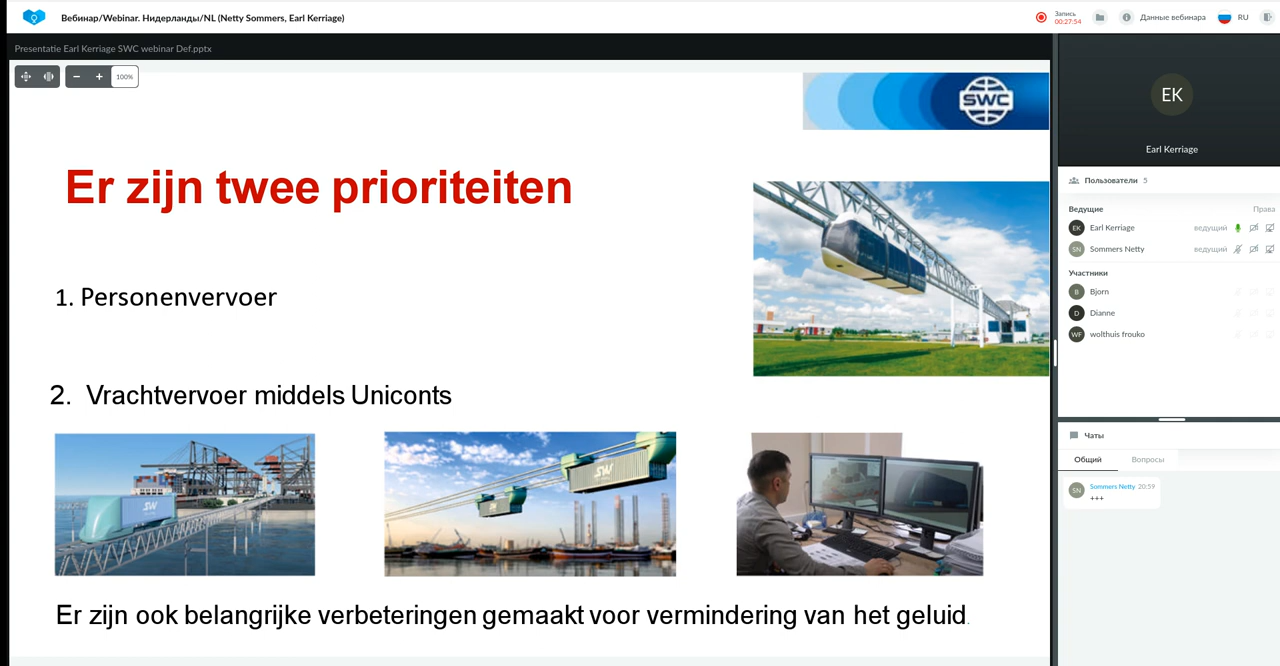 Вебинар/Webinar. Нидерланды/NL (Netty Sommers, Earl Kerriage)
Запись
00:27:54
Данные вебинара
RU
Presentatie Earl Kerriage SWC webinar Def.pptx
100%
SWC
Er zijn twee prioriteiten
1. Personenvervoer
2. Vrachtvervoer middels Uniconts
SW
SW
Er zijn ook belangrijke verbeteringen gemaakt voor vermindering van het geluid.
EK
Earl Kerriage
Пользователи 5
Ведущие Права
EK Earl Kerriage ведущий
SN Sommers Netty ведущий
Участники
B Bjorn
D Dianne
WF wolthuis frouko
Чаты
Общий Вопросы
SN Sommers Netty 20:59
+++